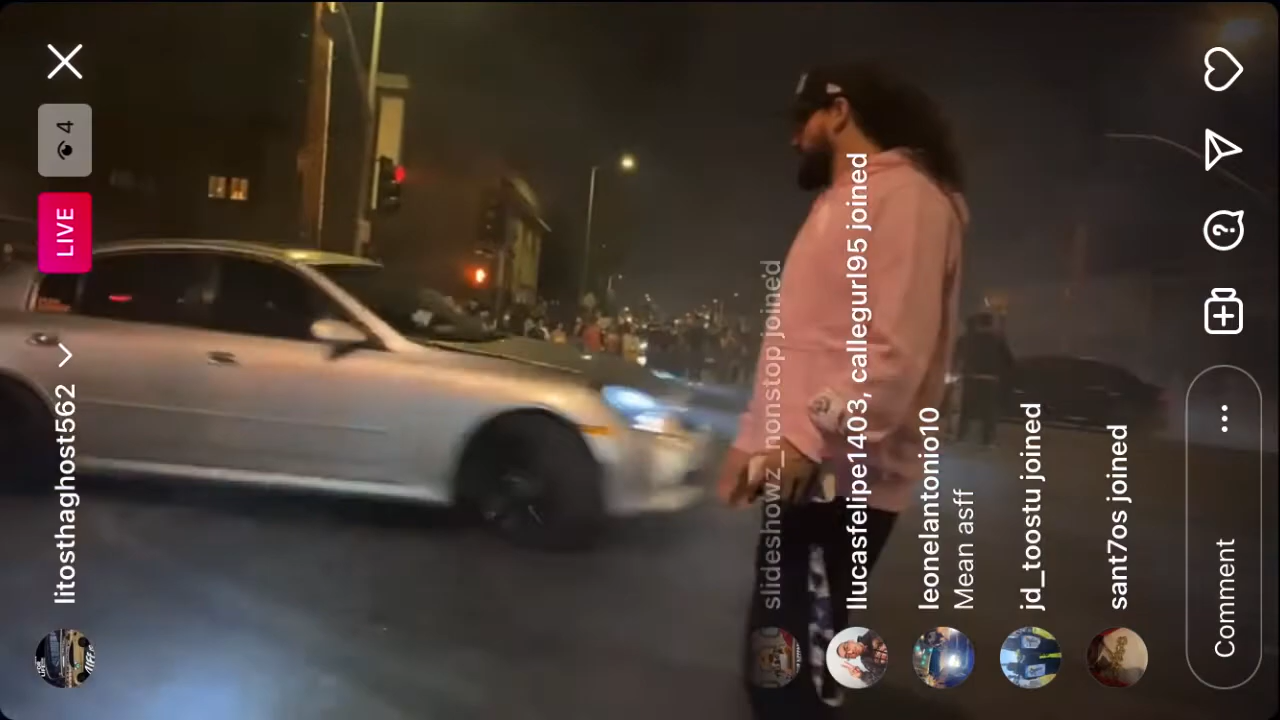 litosthaghost562
LIVE
4
slideshowz_nonstop joined
llucasfelipe1403, callegurl95 joined
leonelantonio10
Mean asff
jd_toostu joined
sant7os joined
Comment